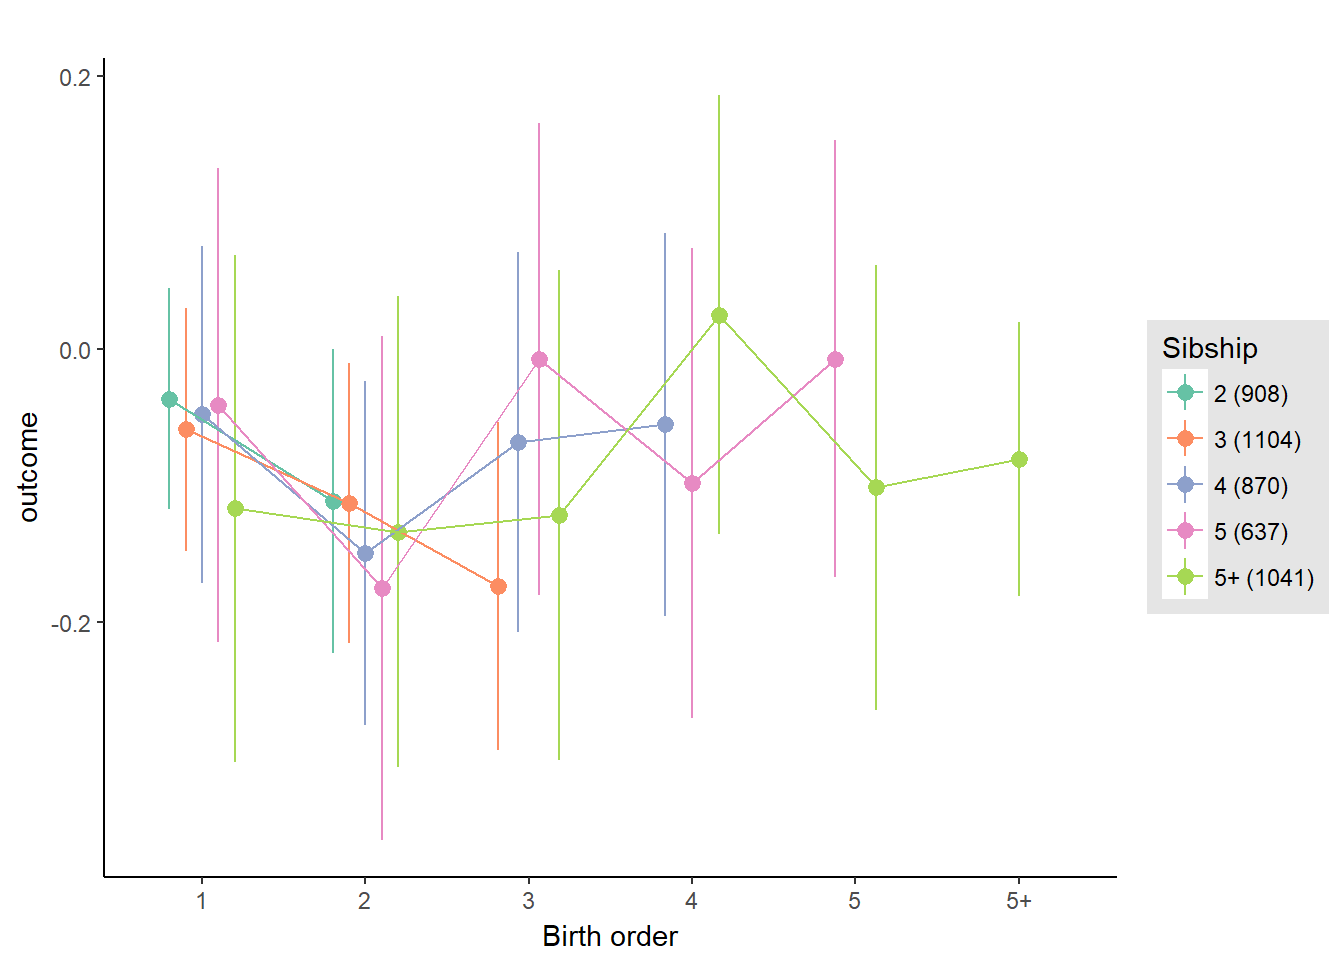 0.2
0.0
-0.2
outcome
1 2 3 4 5 5+
Birth order
Sibship
2 (908)
3 (1104)
4 (870)
5 (637)
5+ (1041)